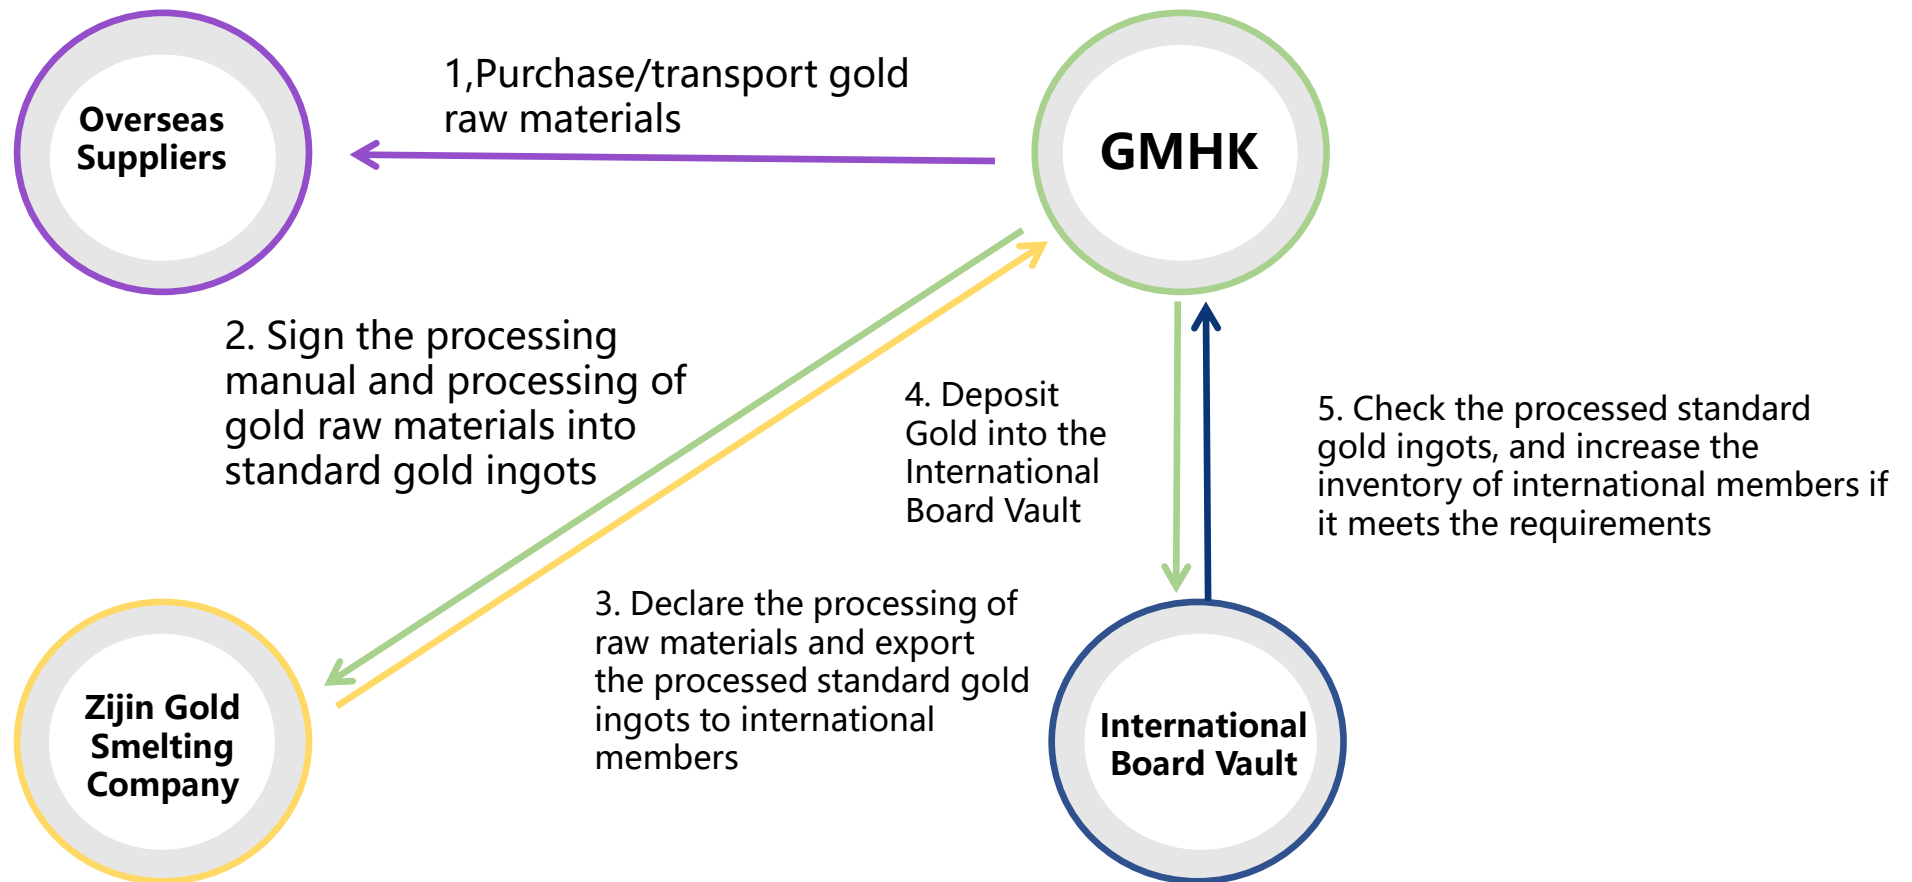 Overseas
Suppliers
1,Purchase/transport gold
raw materials
GMHK
2. Sign the processing
manual and processing of
gold raw materials into
standard gold ingots
4. Deposit
Gold into the
International
Board Vault
5. Check the processed standard
gold ingots, and increase the
inventory of international members if
it meets the requirements
3. Declare the processing of
raw materials and export
the processed standard gold
ingots to international
members
Zijin Gold
Smelting
Company
International
Board Vault